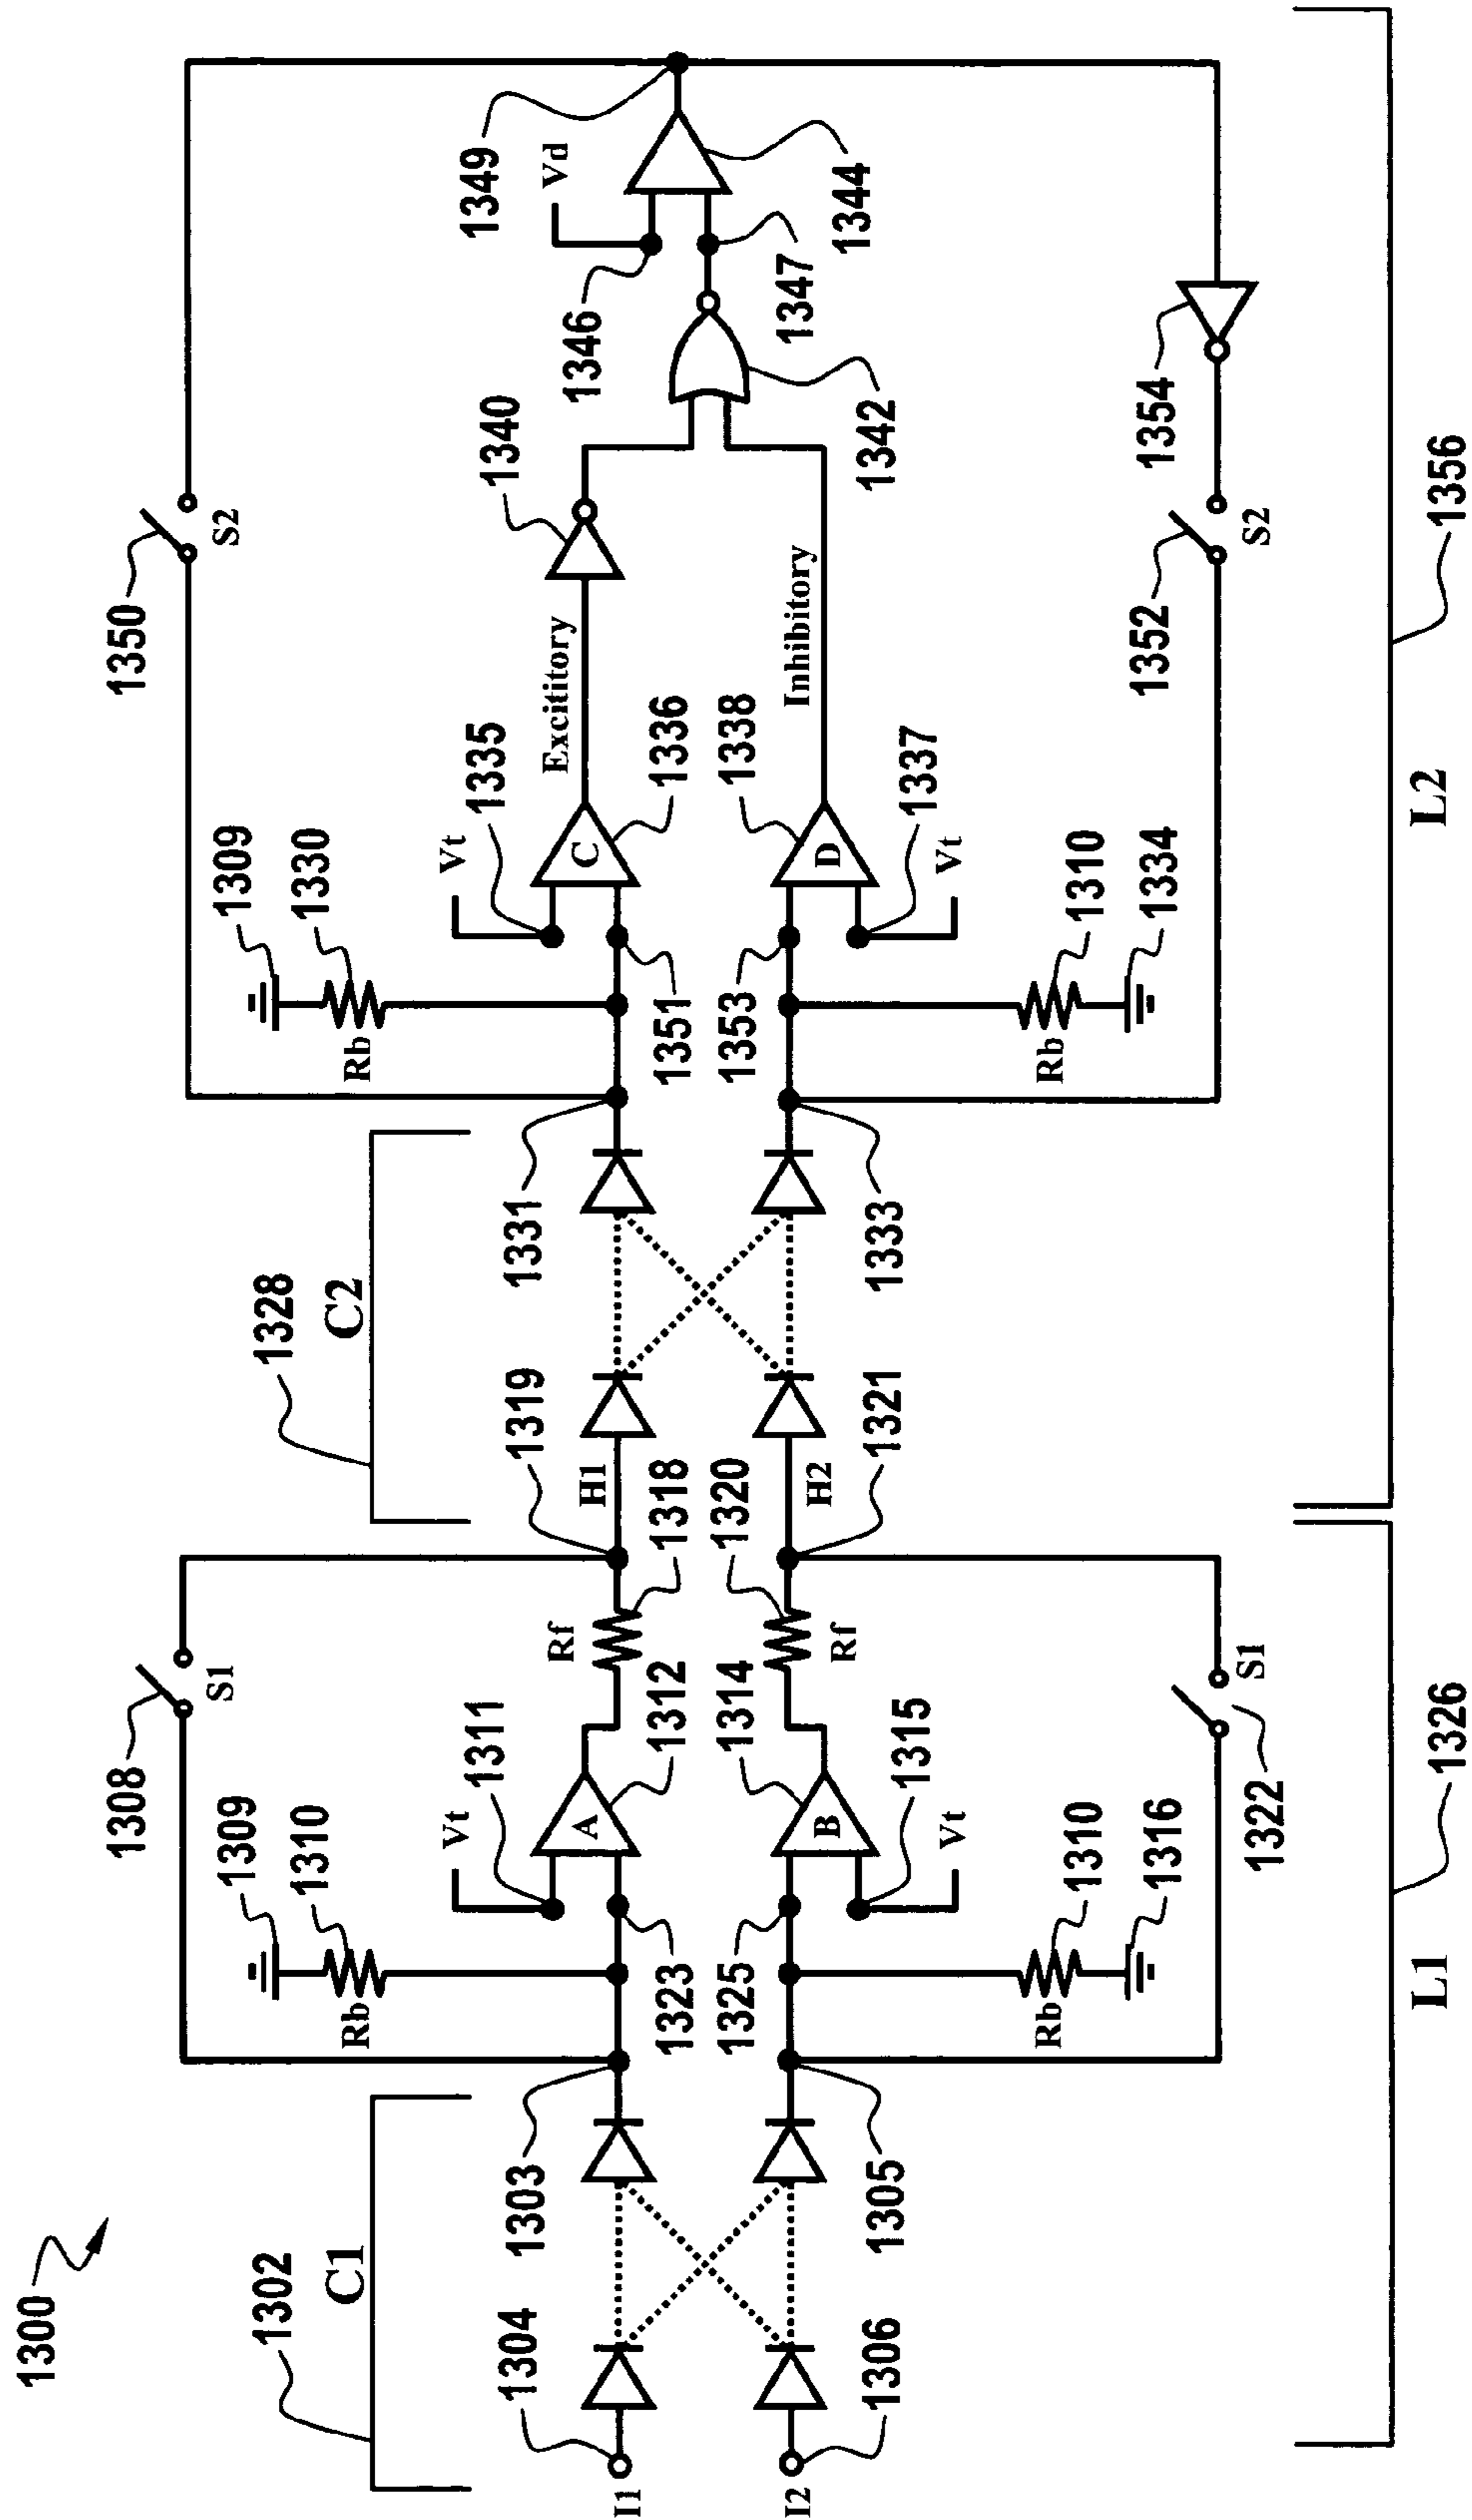 1300
1302
C1
1304
I1
I2
1306
1303
1305
1308
S1
1309
1310
Rb
1323
1325
Vt
1311
A
1312
1314
B
1315
Vt
Rb
1310
1316
S1
1322
Rf
1318
1320
Rf
L1
1326
1319
H1
H2
1321
1328
C2
1331
1333
1350
S2
1309
1330
Rb
1351
1353
Vt
1335
C
1336
1338
D
1337
Vt
Rb
1310
1334
Excititory
Inhibitory
1340
1342
1346
1347
Vd
1349
1344
1354
1352
S2
L2
1356